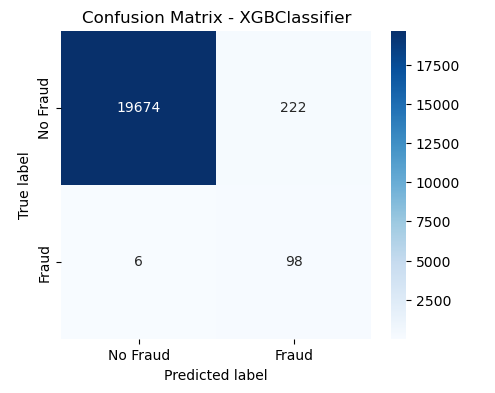 Confusion Matrix - XGBClassifier
True label
No Fraud
19674
222
Fraud
6
98
No Fraud
Fraud
Predicted label
17500
15000
12500
10000
7500
5000
2500